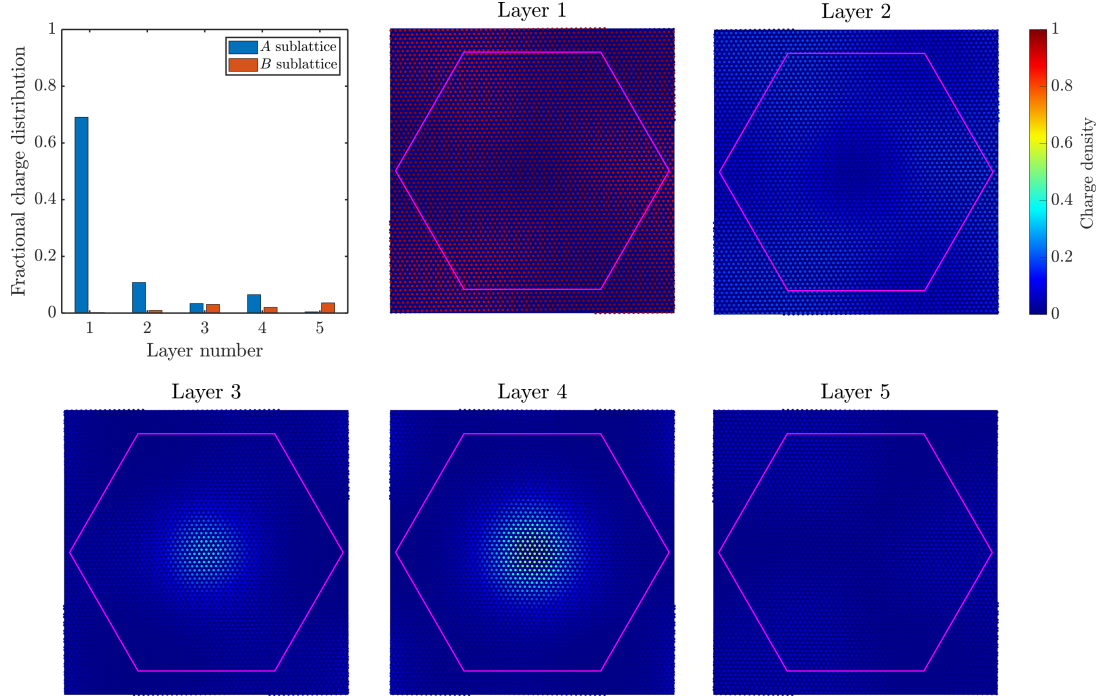 Fractional charge distribution
1
0.8
0.6
0.4
0.2
0
A sublattice
B sublattice
1 2 3 4 5
Layer number
Layer 1
Layer 2
1
0.8
0.6
0.4
0.2
0
Charge density
Layer 3
Layer 4
Layer 5